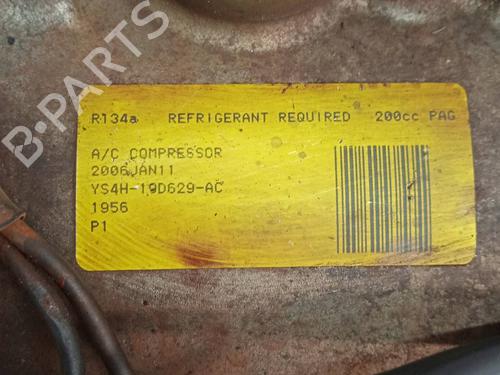 B-PARTS
R134a REFRIGERANT REQUIRED 200cc PAG
A/C COMPRESSOR
2006JAN11
YS4H-19D629-AC
1956
P1